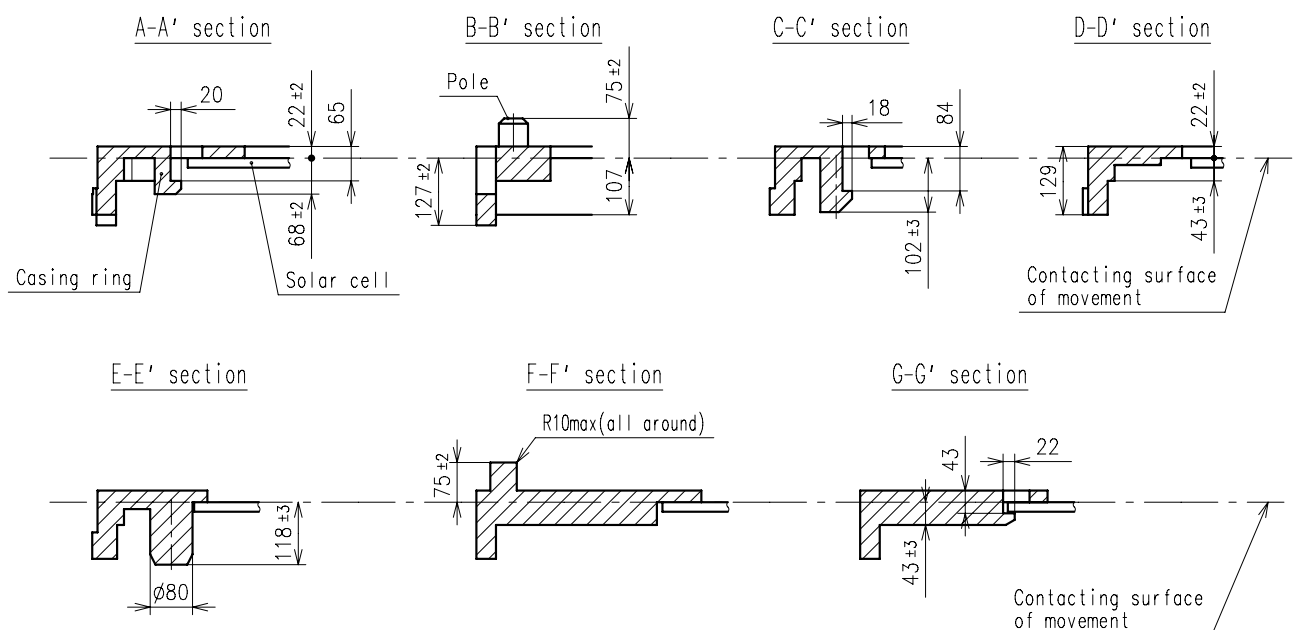 A-A' section
B-B' section
C-C' section
D-D' section
20
22 ±2
65
68 ±2
Casing ring
Solar cell
Pole
75 ±2
127 ±2
107
18
84
102 ±3
22 ±2
129
43 ±3
Contacting surface
of movement
E-E' section
F-F' section
G-G' section
118 ±3
Ø80
R10max(all around)
75 ±2
43
22
43 ±3
Contacting surface
of movement